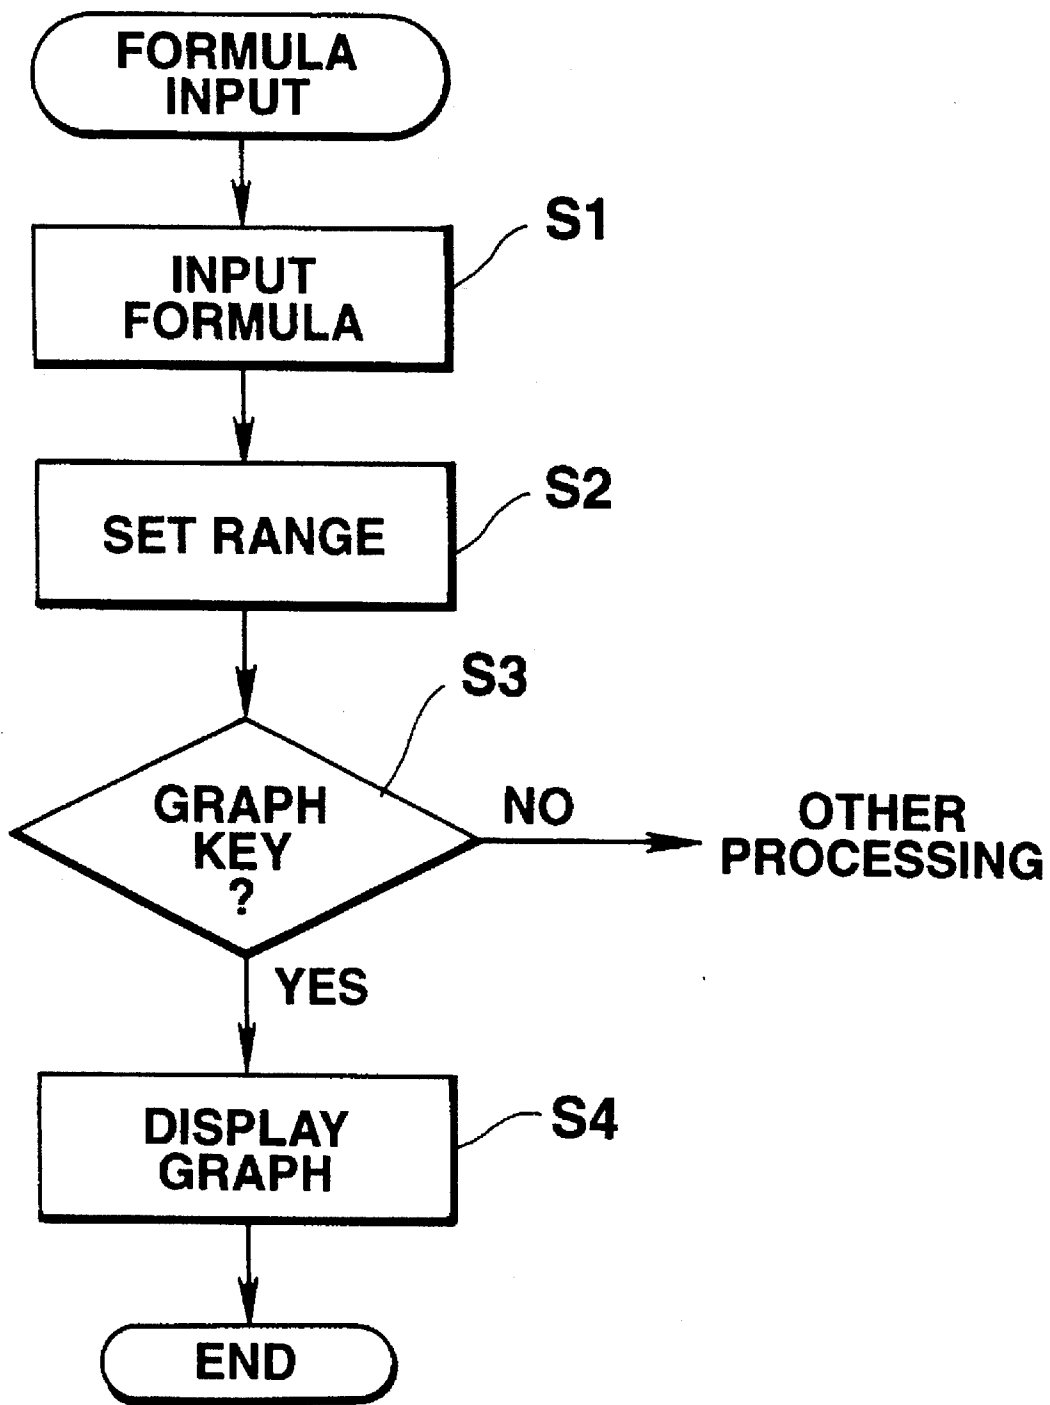 FORMULA
INPUT
S1
INPUT
FORMULA
S2
SET RANGE
S3
GRAPH
KEY
?
NO
OTHER
PROCESSING
YES
DISPLAY
GRAPH
S4
END